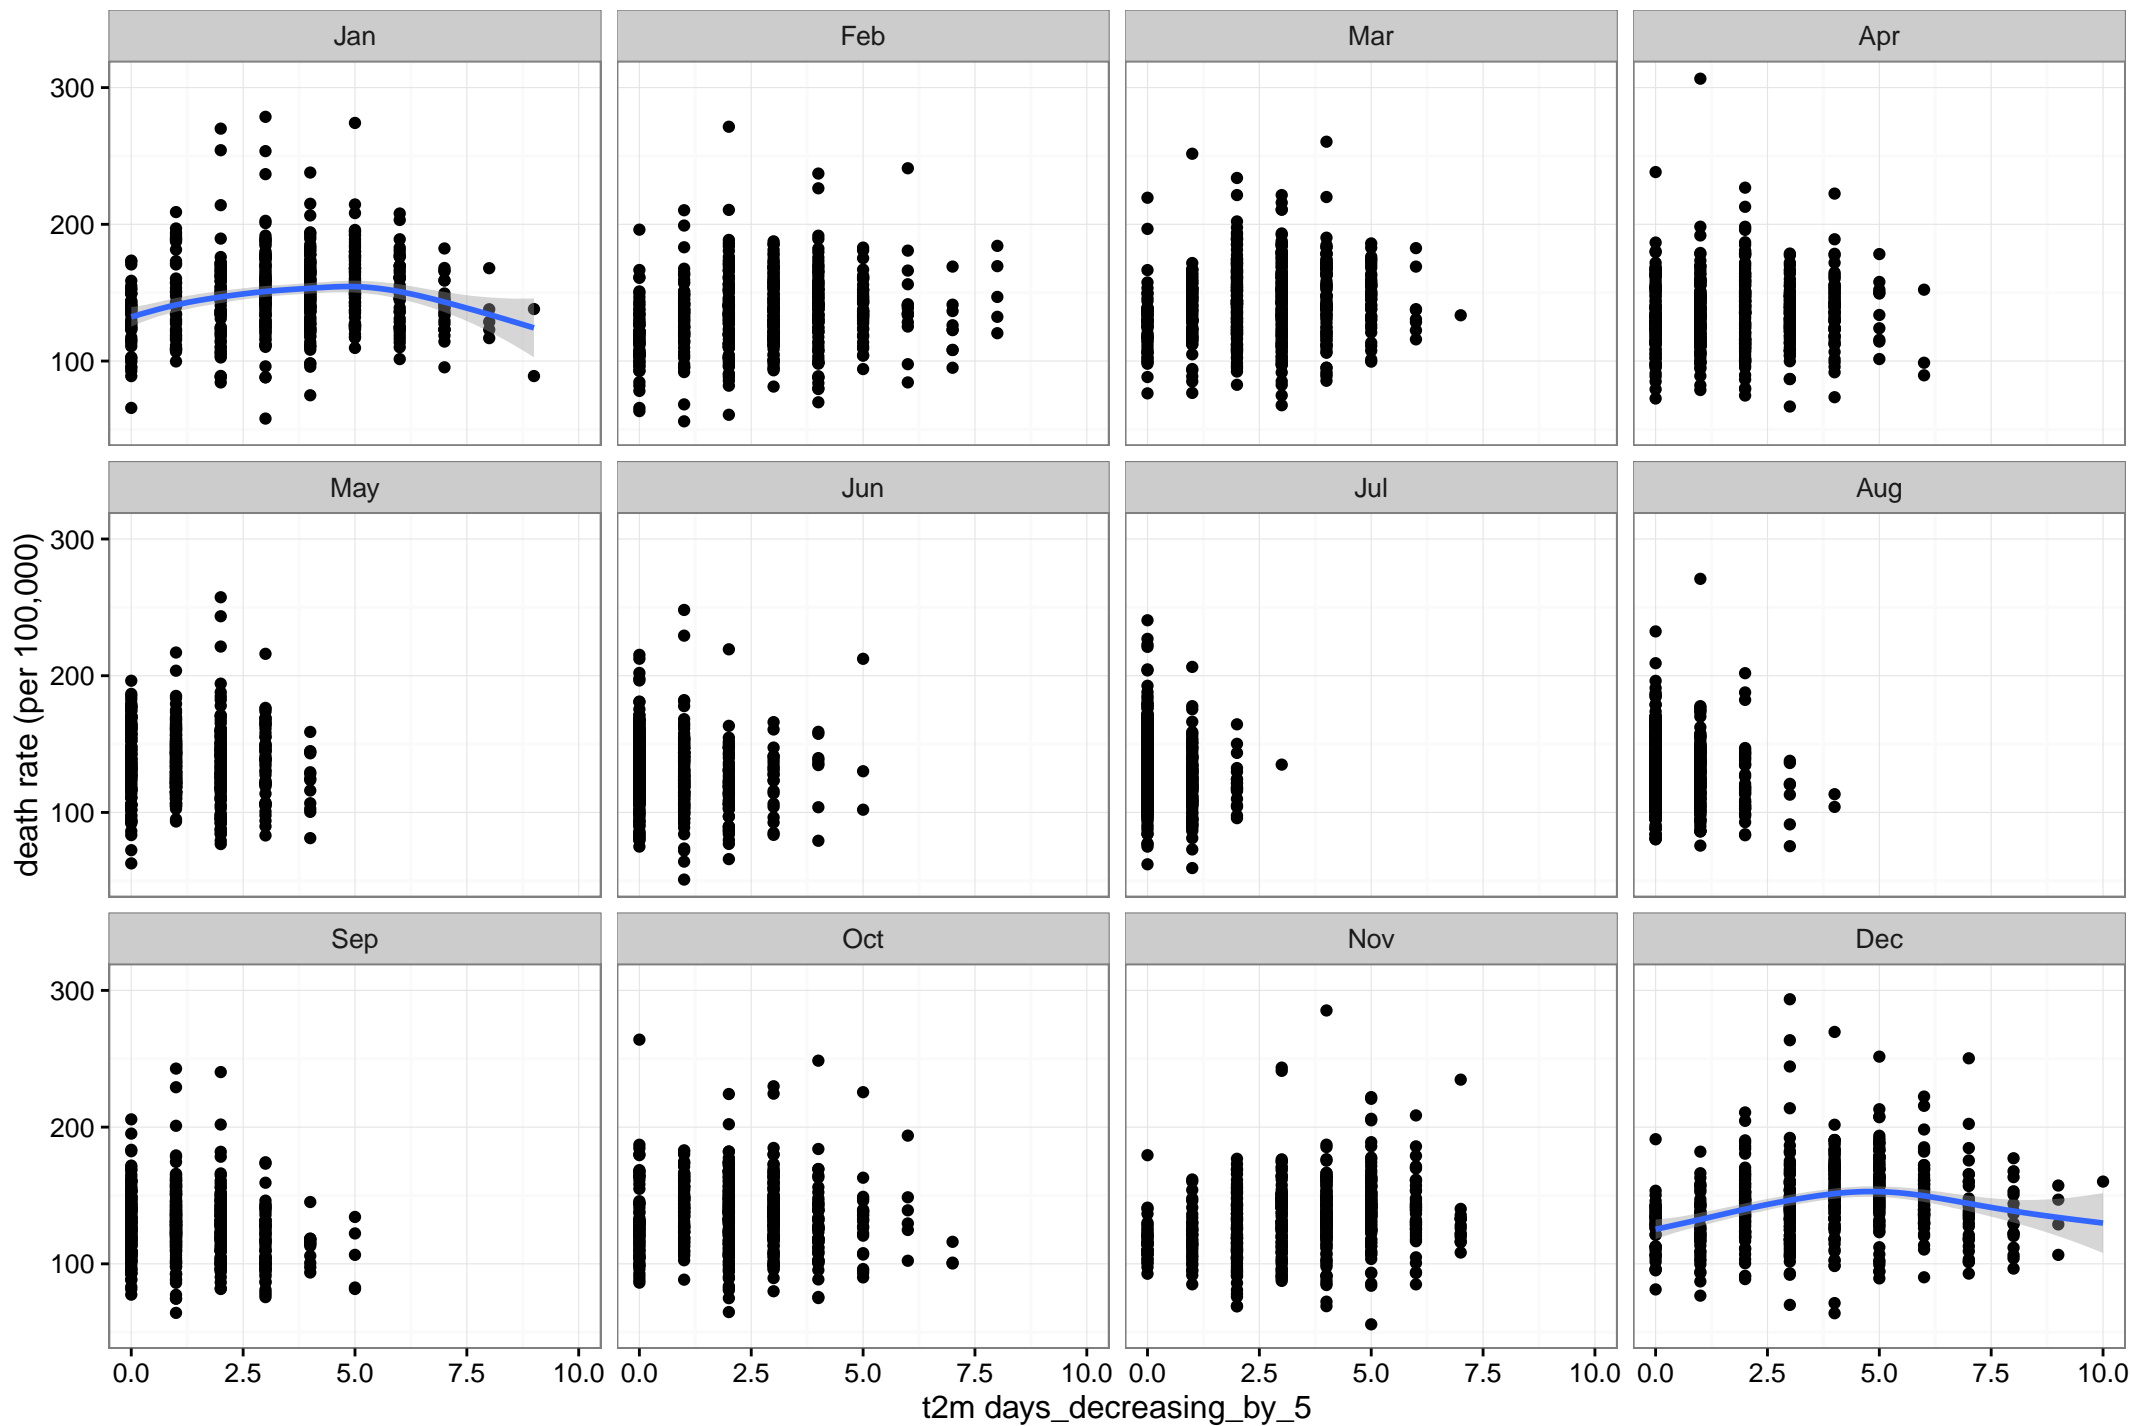 Jan Feb Mar Apr
300
200
100
May Jun Jul Aug
300
200
100
death rate (per 100,000)
Sep Oct Nov Dec
300
200
100
0.0 2.5 5.0 7.5 10.0 0.0 2.5 5.0 7.5 10.0 0.0 2.5 5.0 7.5 10.0 0.0 2.5 5.0 7.5 10.0
t2m days_decreasing_by_5